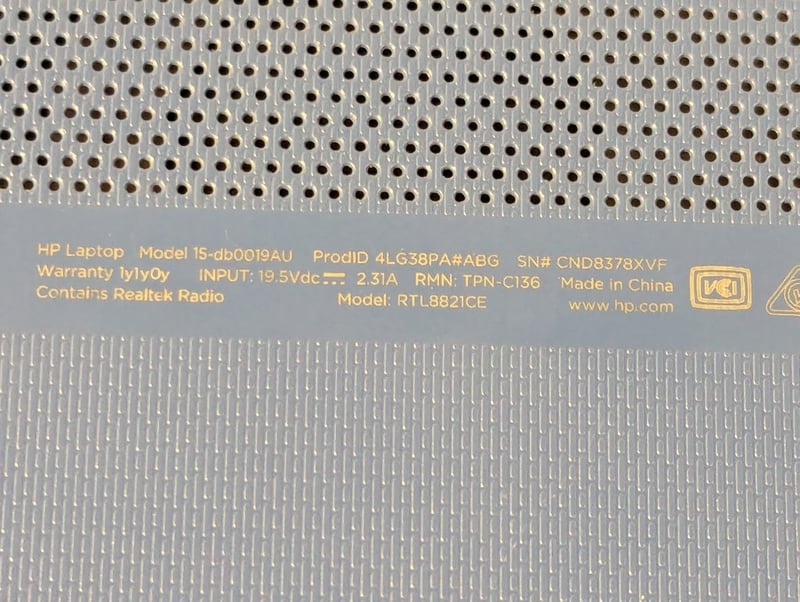 HP Laptop Model 15-db0019AU ProdID 4LG38PA#ABG SN# CND8378XVF
Warranty 1y1y0y INPUT: 19.5Vdc⎓ 2.31A RMN: TPN-C136 Made in China
Contains Realtek Radio Model: RTL8821CE www.hp.com
VCI